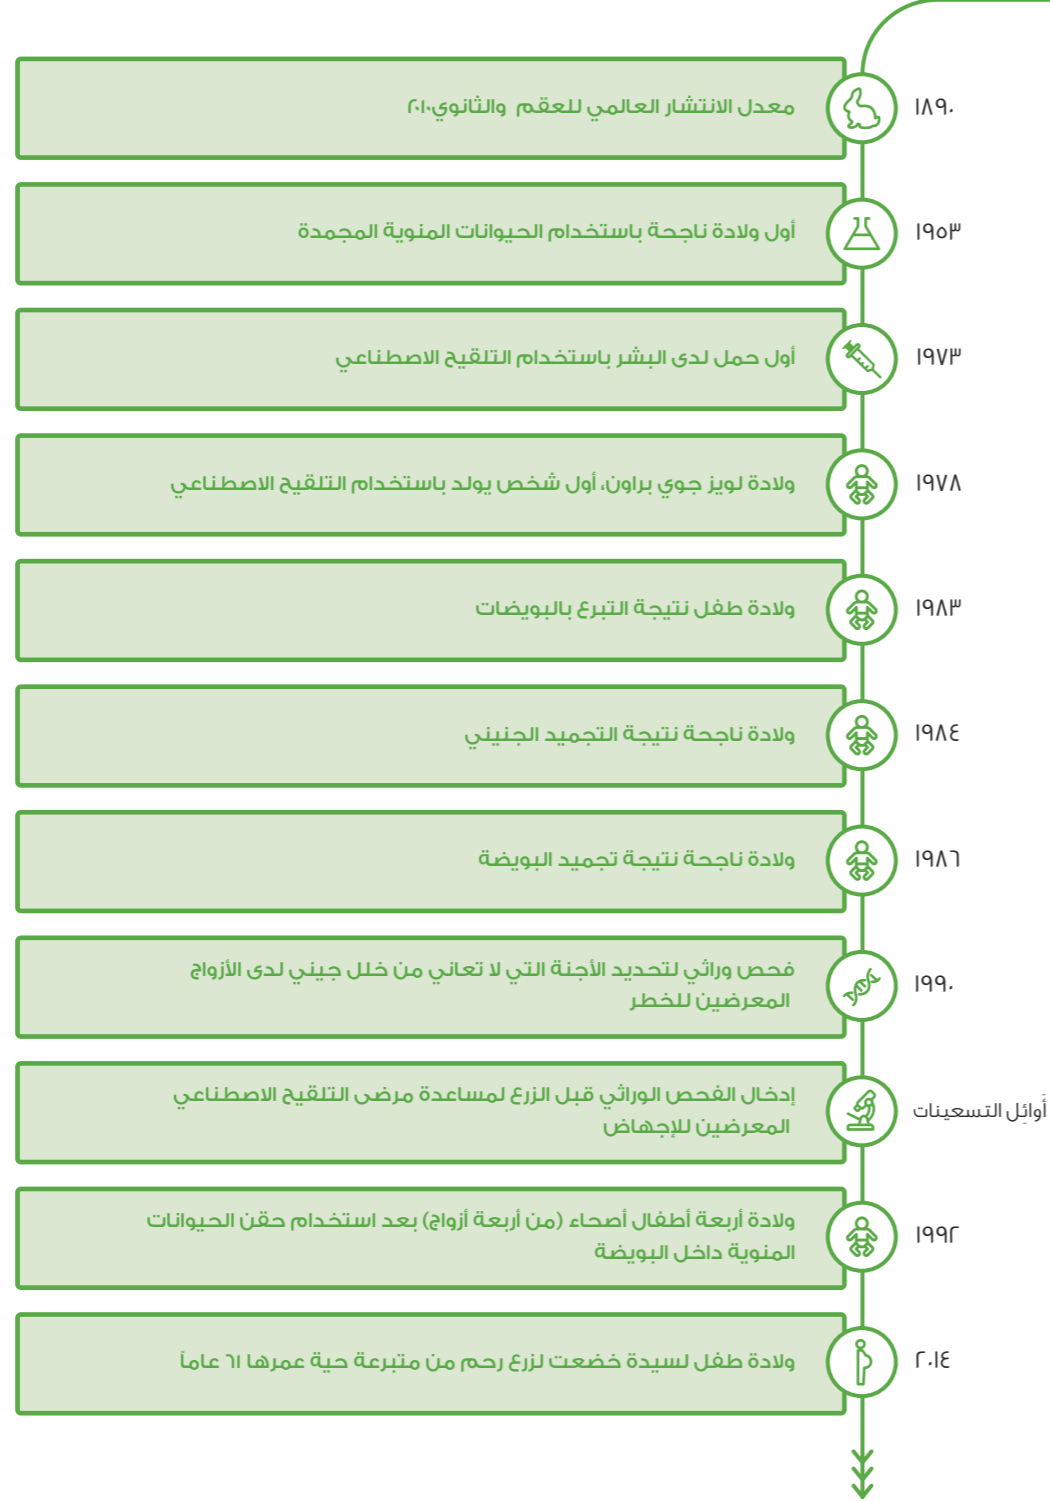 ١٨٩٠
معدل الانتشار العالمي للعقم والثانوي٢٠١٠
١٩٥٣
أول ولادة ناجحة باستخدام الحيوانات المنوية المجمدة
١٩٧٣
أول حمل لدى البشر باستخدام التلقيح الاصطناعي
١٩٧٨
ولادة لويز جوي براون، أول شخص يولد باستخدام التلقيح الاصطناعي
١٩٨٣
ولادة طفل نتيجة التبرع بالبويضات
١٩٨٤
ولادة ناجحة نتيجة التجميد الجنيني
١٩٨٦
ولادة ناجحة نتيجة تجميد البويضة
١٩٩٠
فحص وراثي لتحديد الأجنة التي لا تعاني من خلل جيني لدى الأزواج
المعرضين للخطر
أوائل التسعينات
إدخال الفحص الوراثي قبل الزرع لمساعدة مرضى التلقيح الاصطناعي
المعرضين للإجهاض
١٩٩٢
ولادة أربعة أطفال أصحاء (من أربعة أزواج) بعد استخدام حقن الحيوانات
المنوية داخل البويضة
٢٠١٤
ولادة طفل لسيدة خضعت لزرع رحم من متبرعة حية عمرها ٦١ عاماً